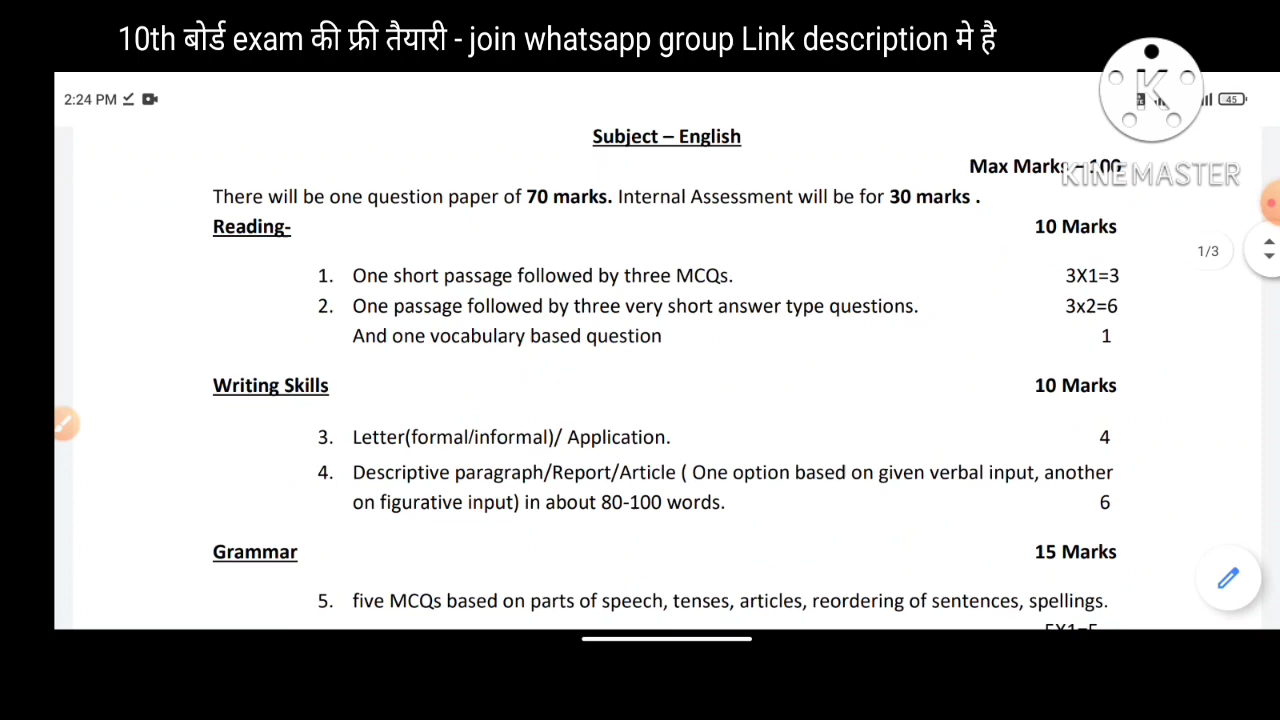 10th बोर्ड exam की फ्री तैयारी - join whatsapp group Link description मे है
2:24 PM
45
K
KINEMASTER
Subject – English
Max Marks – 100
There will be one question paper of 70 marks. Internal Assessment will be for 30 marks .
Reading- 10 Marks
1/3
1. One short passage followed by three MCQs. 3X1=3
2. One passage followed by three very short answer type questions. 3x2=6
And one vocabulary based question 1
Writing Skills 10 Marks
3. Letter(formal/informal)/ Application. 4
4. Descriptive paragraph/Report/Article ( One option based on given verbal input, another
on figurative input) in about 80-100 words. 6
Grammar 15 Marks
5. five MCQs based on parts of speech, tenses, articles, reordering of sentences, spellings.
5X1=5